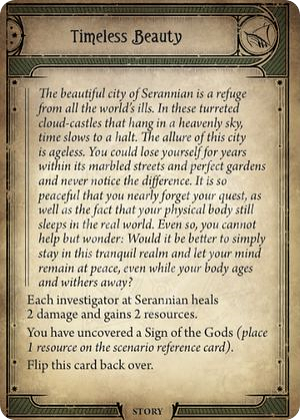 Timeless Beauty
The beautiful city of Serannian is a refuge
from all the world's ills. In these turreted
cloud-castles that hang in a heavenly sky,
time slows to a halt. The allure of this city
is ageless. You could lose yourself for years
within its marbled streets and perfect gardens
and never notice the difference. It is so
peaceful that you nearly forget your quest, as
well as the fact that your physical body still
sleeps in the real world. Even so, you cannot
help but wonder: Would it be better to simply
stay in this tranquil realm and let your mind
remain at peace, even while your body ages
and withers away?
Each investigator at Serannian heals
2 damage and gains 2 resources.
You have uncovered a Sign of the Gods (place
1 resource on the scenario reference card).
Flip this card back over.
STORY